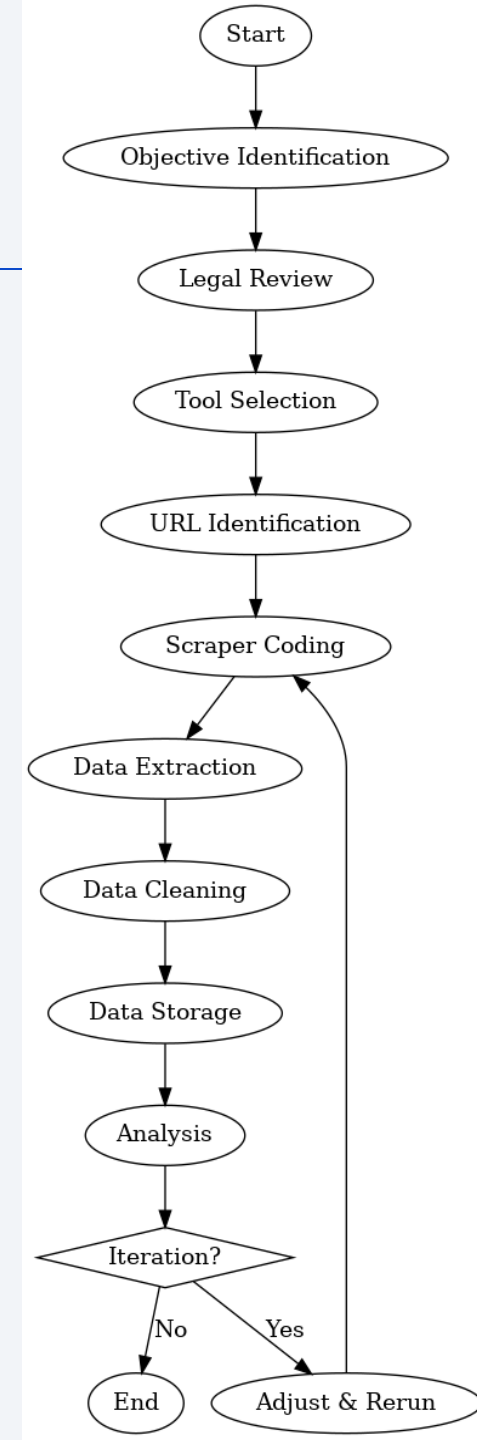 Start
Objective Identification
Legal Review
Tool Selection
URL Identification
Scraper Coding
Data Extraction
Data Cleaning
Data Storage
Analysis
Iteration?
No
Yes
End
Adjust & Rerun